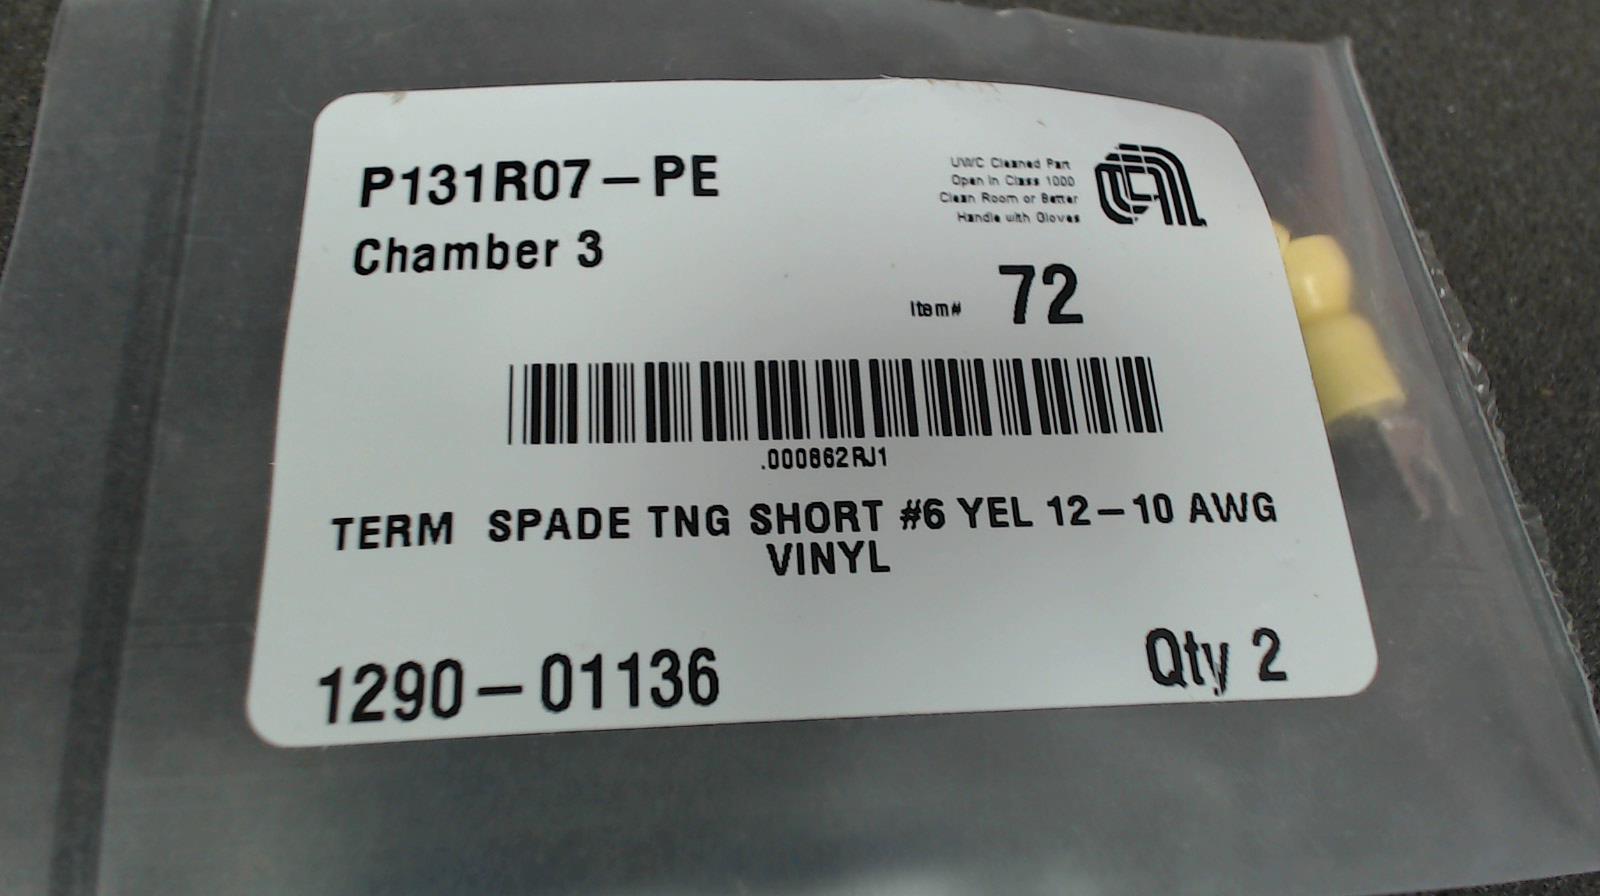 P131R07-PE
Chamber 3
UWC Cleaned Part
Open in Class 1000
Clean Room or Better
Handle with Gloves
Item# 72
.000862RJ1
TERM SPADE TNG SHORT #6 YEL 12-10 AWG
VINYL
1290-01136
Qty 2